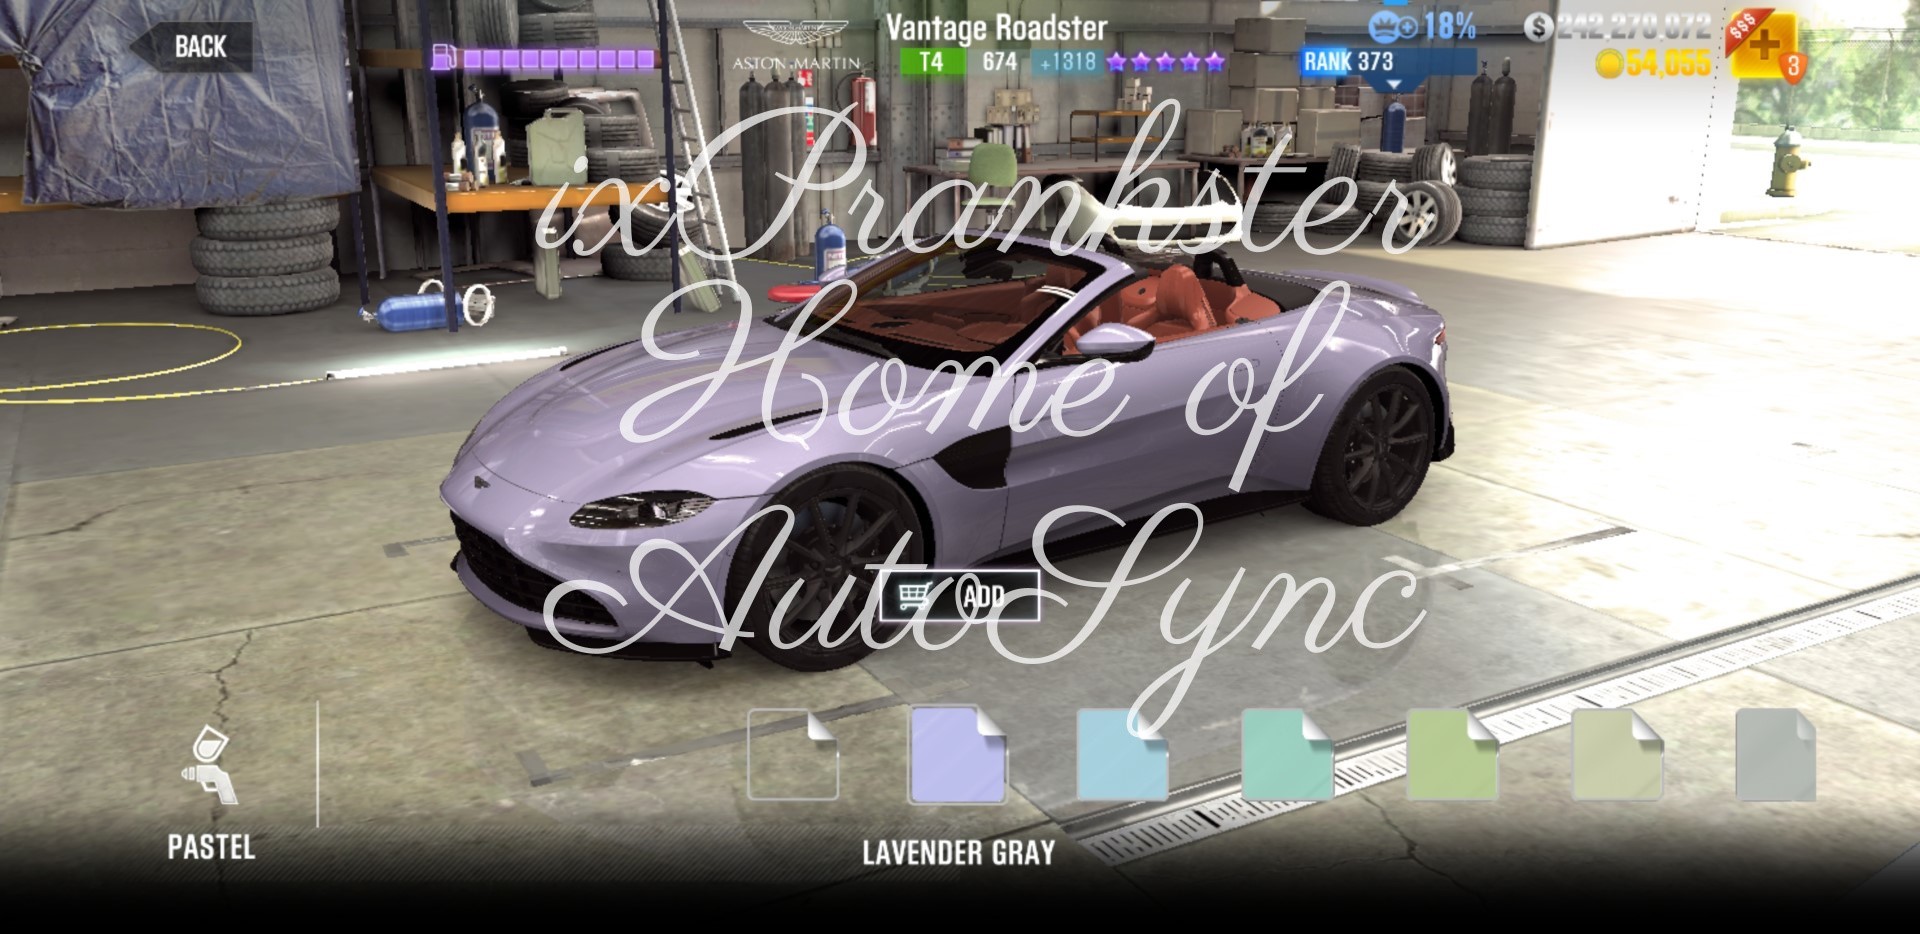 BACK
ASTON MARTIN
Vantage Roadster
T4 674 +1318
18%
RANK 373
54,055
$$$
3
ixPrankster
Home of
AutoSync
ADD
PASTEL
LAVENDER GRAY